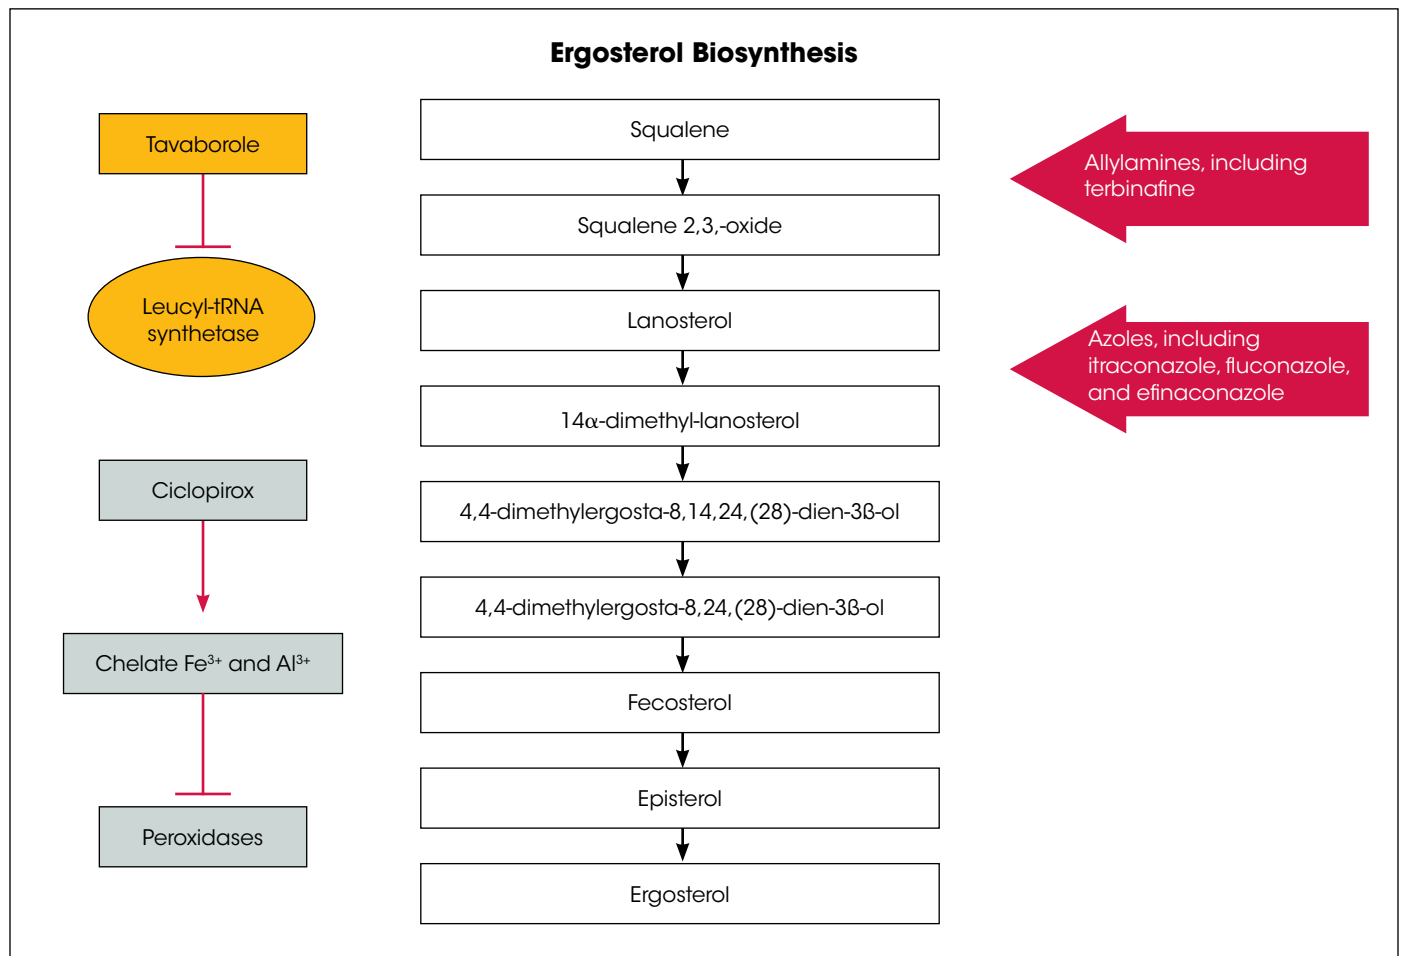 Ergosterol Biosynthesis
Tavaborole
Leucyl-tRNA
synthetase
Ciclopirox
Chelate Fe³⁺ and Al³⁺
Peroxidases
Squalene
Squalene 2,3,-oxide
Lanosterol
14α-dimethyl-lanosterol
4,4-dimethylergosta-8,14,24,(28)-dien-3ß-ol
4,4-dimethylergosta-8,24,(28)-dien-3ß-ol
Fecosterol
Episterol
Ergosterol
Allylamines, including
terbinafine
Azoles, including
itraconazole, fluconazole,
and efinaconazole